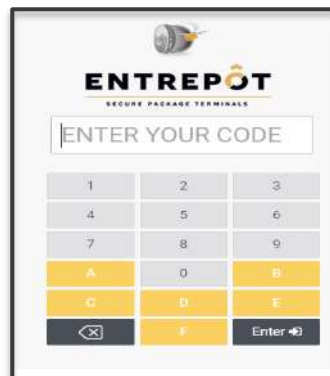 ENTREPÔT
SECURE PACKAGE TERMINALS
ENTER YOUR CODE
1 2 3
4 5 6
7 8 9
A 0 B
C D E
F Enter